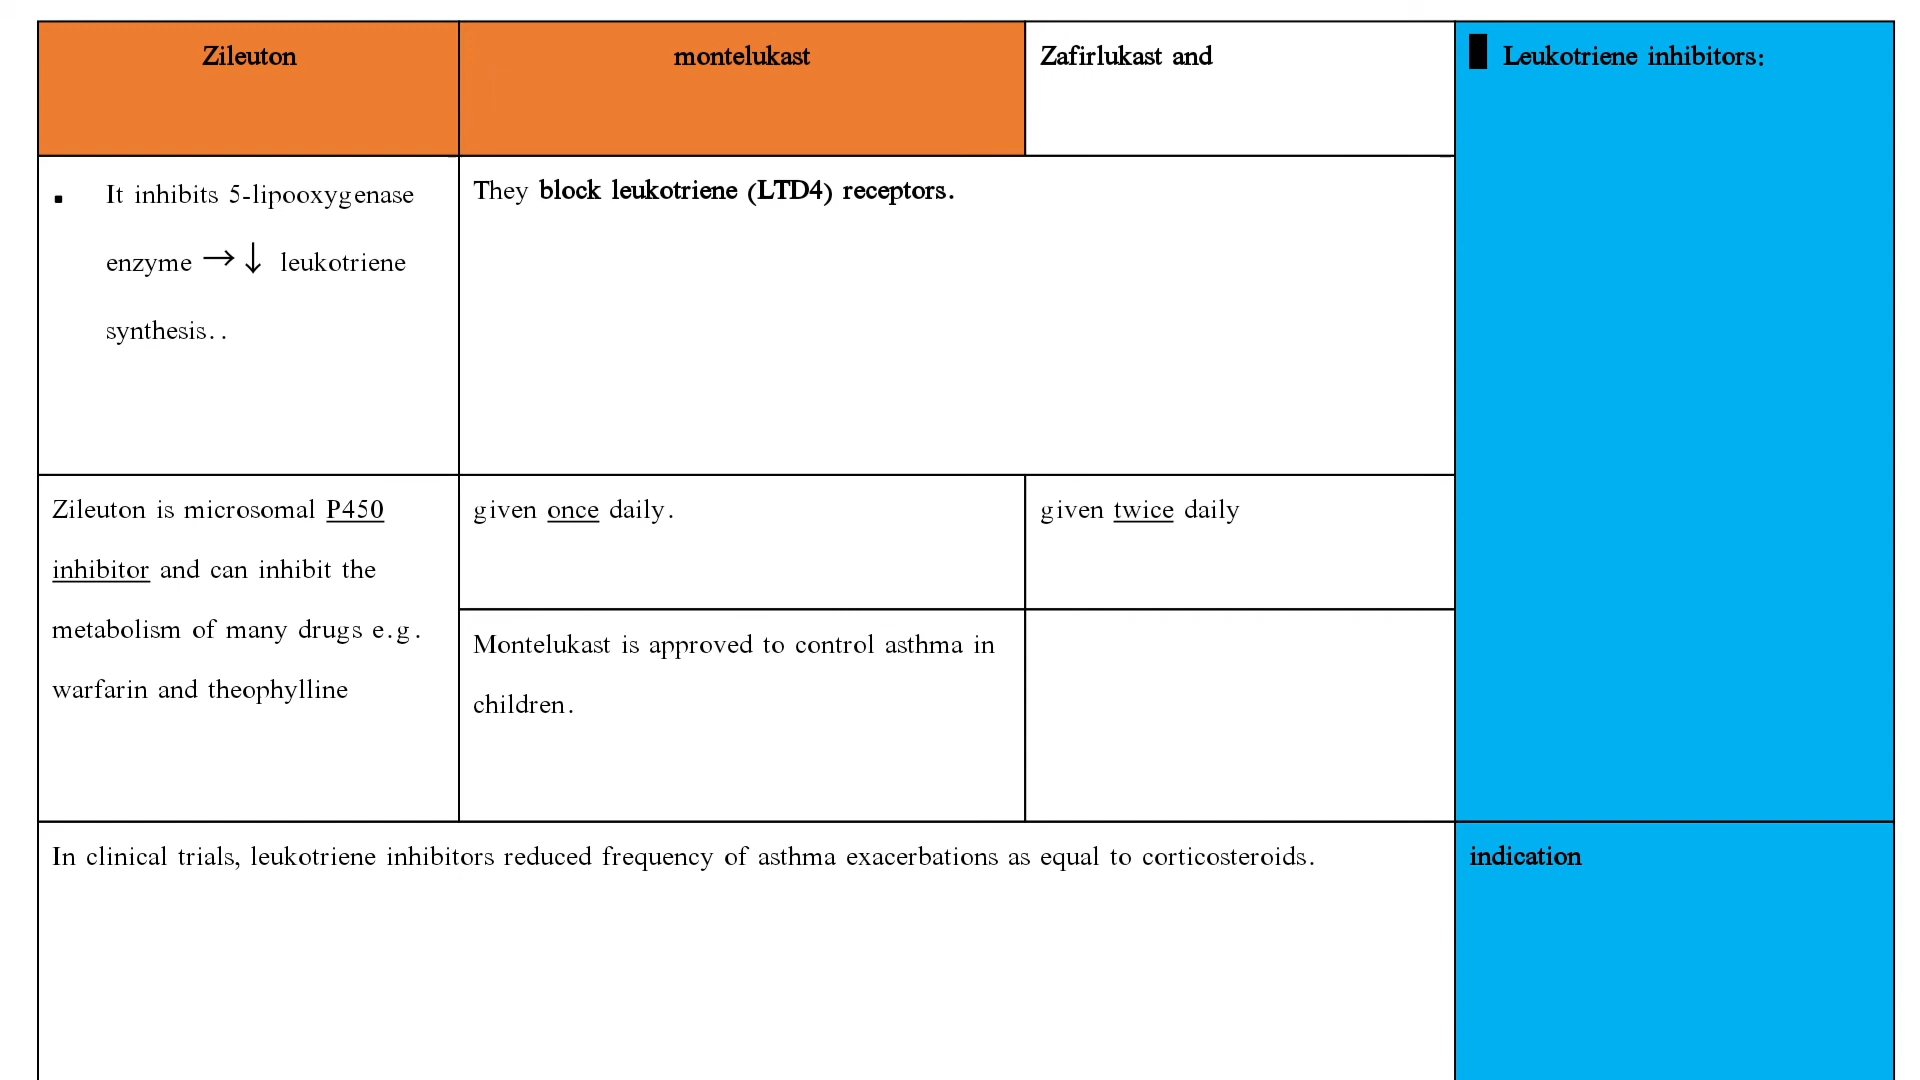 Zileuton
montelukast
Zafirlukast and
Leukotriene inhibitors:
▪ It inhibits 5-lipooxygenase
enzyme →↓ leukotriene
synthesis..
They block leukotriene (LTD4) receptors.
Zileuton is microsomal P450
inhibitor and can inhibit the
metabolism of many drugs e.g.
warfarin and theophylline
given once daily.
given twice daily
Montelukast is approved to control asthma in
children.
In clinical trials, leukotriene inhibitors reduced frequency of asthma exacerbations as equal to corticosteroids.
indication